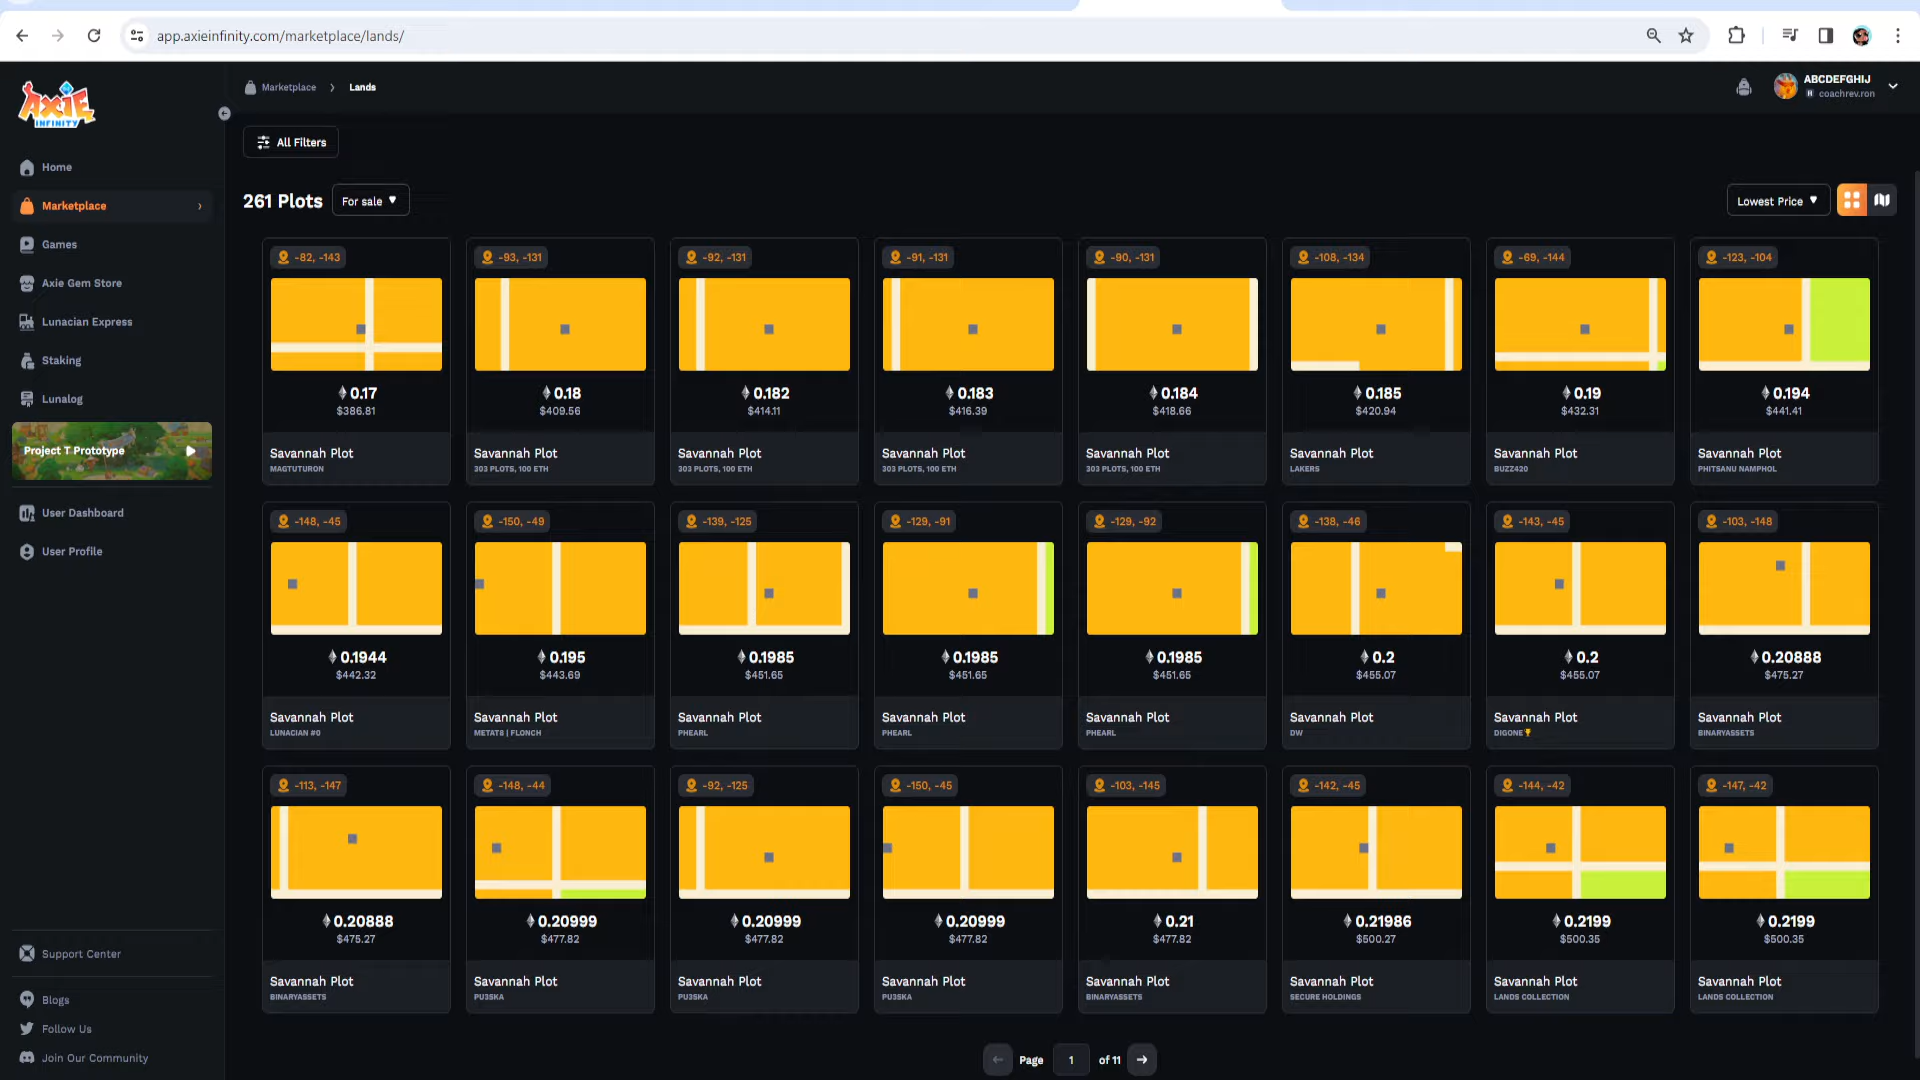 app.axieinfinity.com/marketplace/lands/
AXIE
INFINITY
Marketplace › Lands
ABCDEFGHIJ
coachrev.ron
All Filters
Home
Marketplace
Games
Axie Gem Store
Lunacian Express
Staking
Lunalog
Project T Prototype
User Dashboard
User Profile
Support Center
Blogs
Follow Us
Join Our Community
261 Plots For sale
Lowest Price
-82, -143 -93, -131 -92, -131 -91, -131 -90, -131 -108, -134 -69, -144 -123, -104
0.17 0.18 0.182 0.183 0.184 0.185 0.19 0.194
$386.81 $409.56 $414.11 $416.39 $418.66 $420.94 $432.31 $441.41
Savannah Plot Savannah Plot Savannah Plot Savannah Plot Savannah Plot Savannah Plot Savannah Plot Savannah Plot
MAGTUTURON 303 PLOTS, 100 ETH 303 PLOTS, 100 ETH 303 PLOTS, 100 ETH 303 PLOTS, 100 ETH LAKERS BUZZ420 PHITSANU NAMPHOL
-148, -45 -150, -49 -139, -125 -129, -91 -129, -92 -138, -46 -143, -45 -103, -148
0.1944 0.195 0.1985 0.1985 0.1985 0.2 0.2 0.20888
$442.32 $443.69 $451.65 $451.65 $451.65 $455.07 $455.07 $475.27
Savannah Plot Savannah Plot Savannah Plot Savannah Plot Savannah Plot Savannah Plot Savannah Plot Savannah Plot
LUNACIAN #0 METAT8 | FLONCH PHEARL PHEARL PHEARL DW DIGONE🏆 BINARYASSETS
-113, -147 -148, -44 -92, -125 -150, -45 -103, -145 -142, -45 -144, -42 -147, -42
0.20888 0.20999 0.20999 0.20999 0.21 0.21986 0.2199 0.2199
$475.27 $477.82 $477.82 $477.82 $477.82 $500.27 $500.35 $500.35
Savannah Plot Savannah Plot Savannah Plot Savannah Plot Savannah Plot Savannah Plot Savannah Plot Savannah Plot
BINARYASSETS PU3SKA PU3SKA PU3SKA BINARYASSETS SECURE HOLDINGS LANDS COLLECTION LANDS COLLECTION
Page 1 of 11